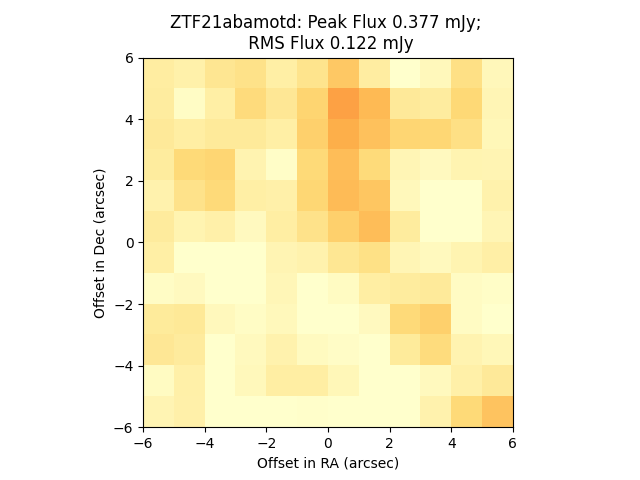 ZTF21abamotd: Peak Flux 0.377 mJy;
RMS Flux 0.122 mJy
6
4
2
0
−2
−4
−6
Offset in Dec (arcsec)
−6 −4 −2 0 2 4 6
Offset in RA (arcsec)